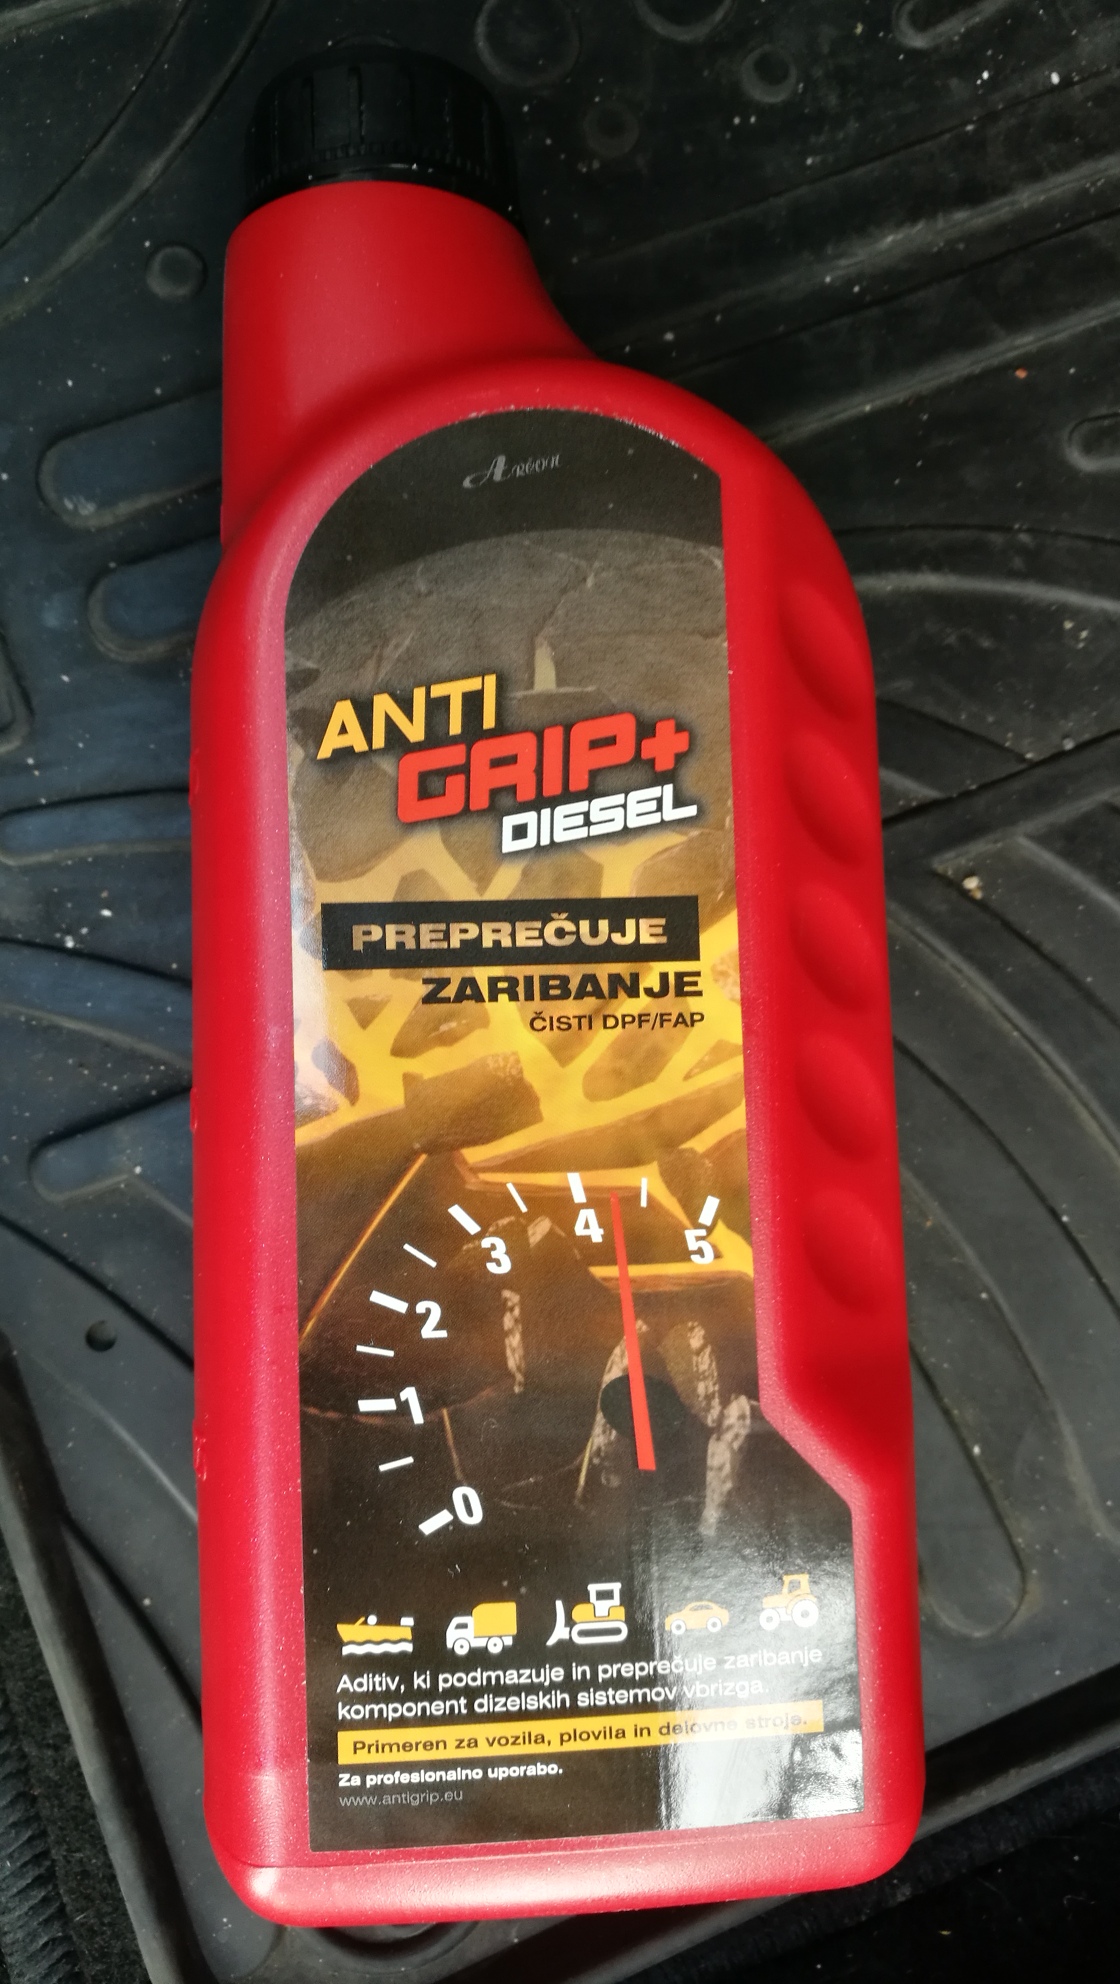 Areon
ANTI
GRIP+
DIESEL
PREPREČUJE
ZARIBANJE
ČISTI DPF/FAP
0
1
2
3
4
5
Aditiv, ki podmazuje in preprečuje zaribanje
komponent dizelskih sistemov vbrizga.
Primeren za vozila, plovila in delovne stroje.
Za profesionalno uporabo.
www.antigrip.eu